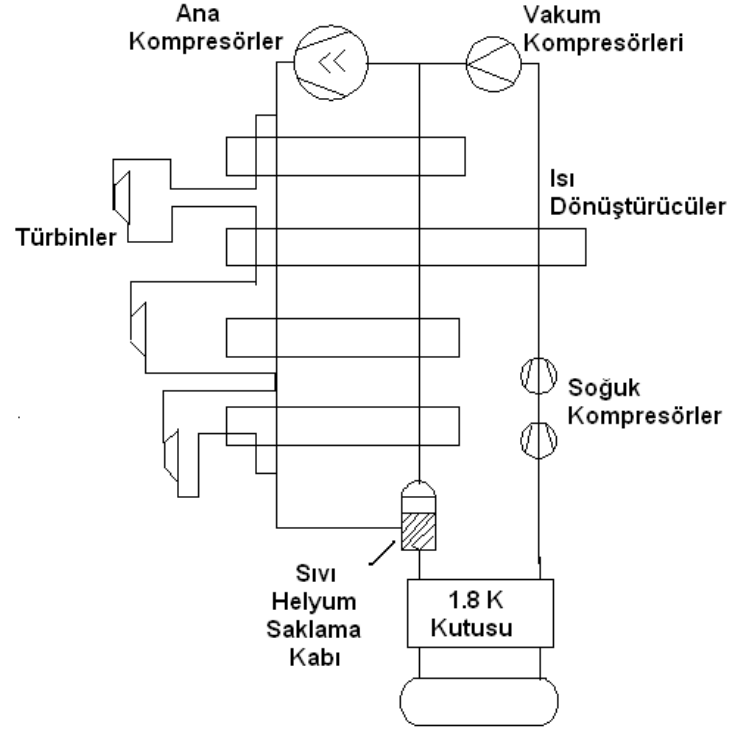 Ana
Kompresörler
Vakum
Kompresörleri
Isı
Dönüştürücüler
Türbinler
Soğuk
Kompresörler
Sıvı
Helyum
Saklama
Kabı
1.8 K
Kutusu